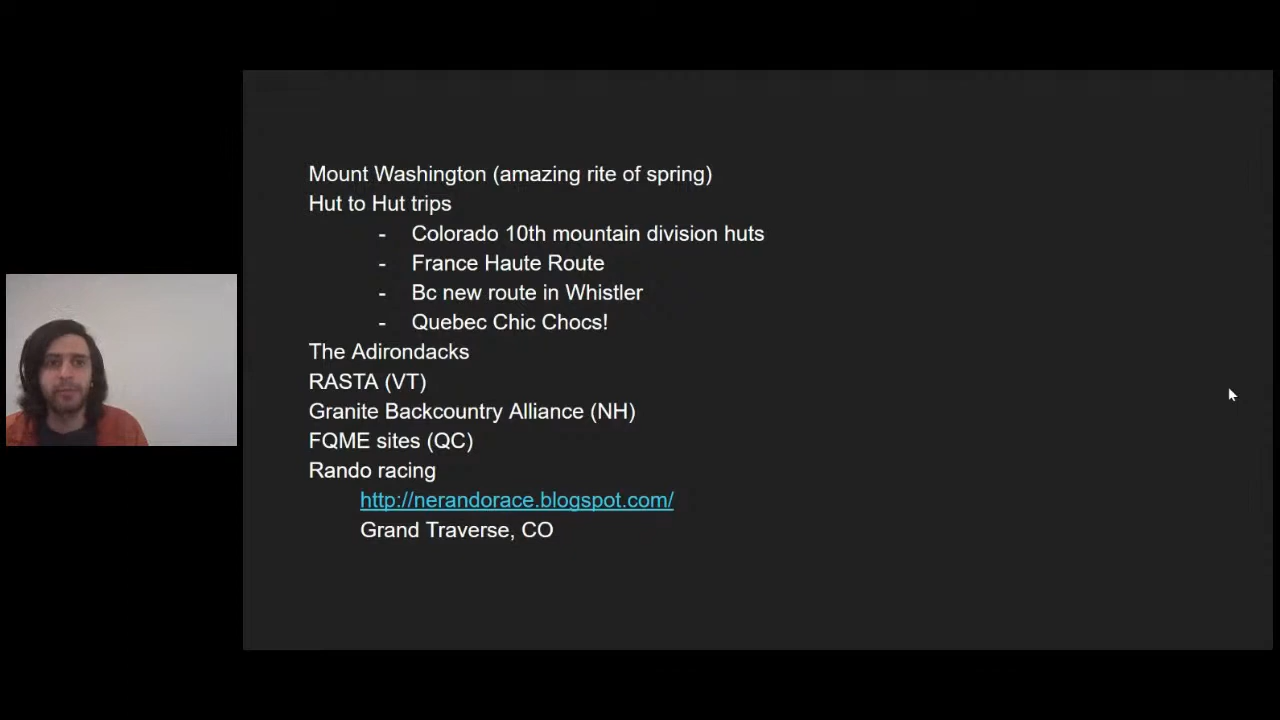 Mount Washington (amazing rite of spring)
Hut to Hut trips
- Colorado 10th mountain division huts
- France Haute Route
- Bc new route in Whistler
- Quebec Chic Chocs!
The Adirondacks
RASTA (VT)
Granite Backcountry Alliance (NH)
FQME sites (QC)
Rando racing
http://nerandorace.blogspot.com/
Grand Traverse, CO